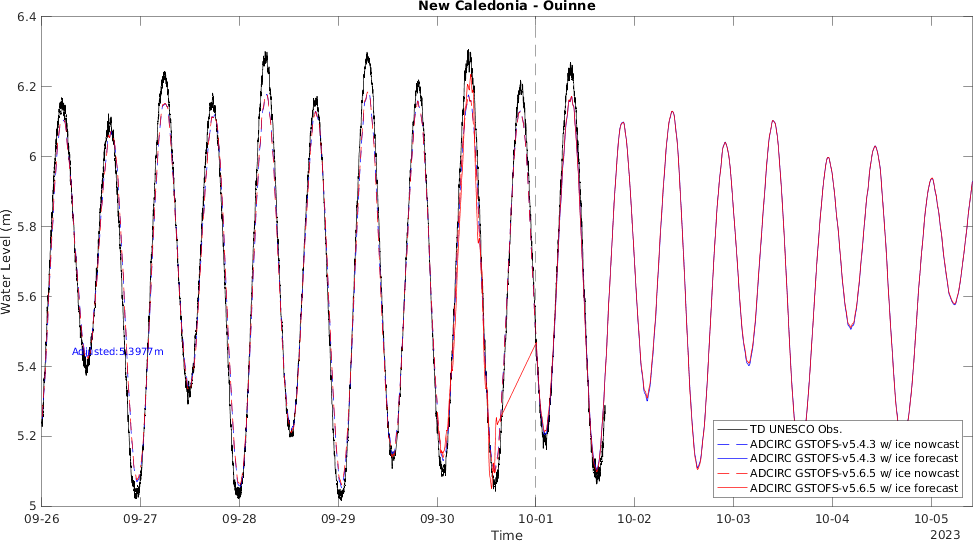 New Caledonia - Ouinne
Water Level (m)
6.4
6.2
6
5.8
5.6
5.4
5.2
5
Adjusted:5.3977m
TD UNESCO Obs.
ADCIRC GSTOFS-v5.4.3 w/ ice nowcast
ADCIRC GSTOFS-v5.4.3 w/ ice forecast
ADCIRC GSTOFS-v5.6.5 w/ ice nowcast
ADCIRC GSTOFS-v5.6.5 w/ ice forecast
09-26 09-27 09-28 09-29 09-30 10-01 10-02 10-03 10-04 10-05
Time
2023